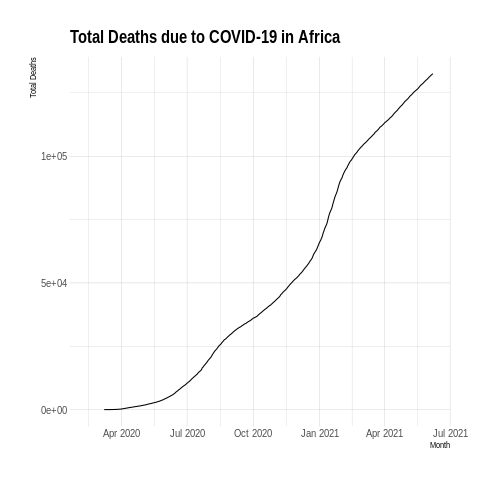 Total Deaths due to COVID-19 in Africa
Total Deaths
1e+05
5e+04
0e+00
Apr 2020 Jul 2020 Oct 2020 Jan 2021 Apr 2021 Jul 2021
Month